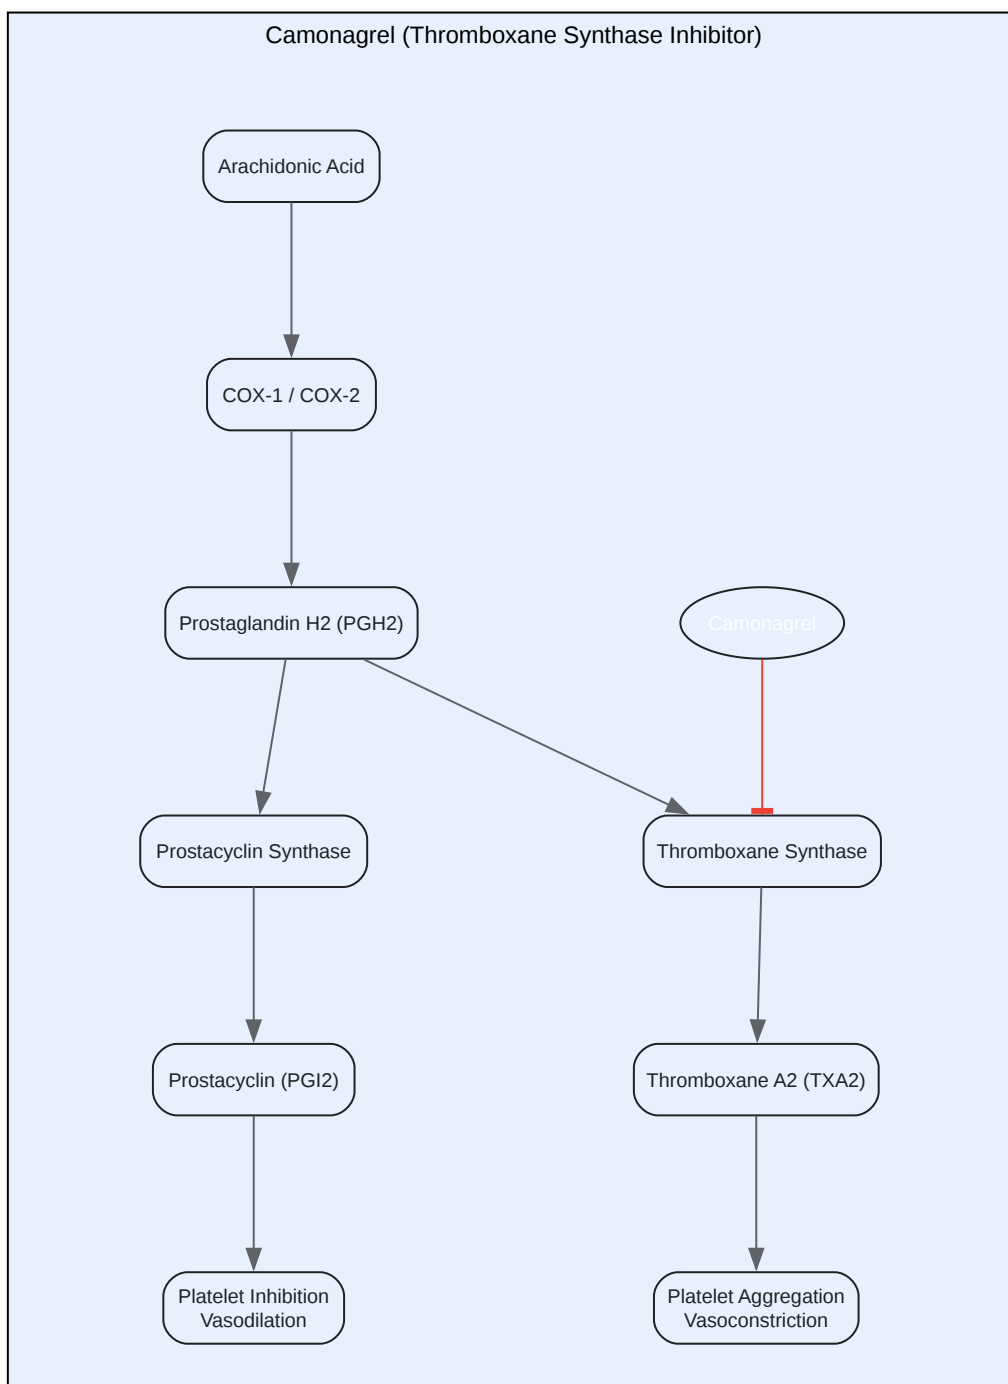 Camonagrel (Thromboxane Synthase Inhibitor)
Arachidonic Acid
COX-1 / COX-2
Prostaglandin H2 (PGH2)
Camonagrel
Prostacyclin Synthase
Thromboxane Synthase
Prostacyclin (PGI2)
Thromboxane A2 (TXA2)
Platelet Inhibition
Vasodilation
Platelet Aggregation
Vasoconstriction